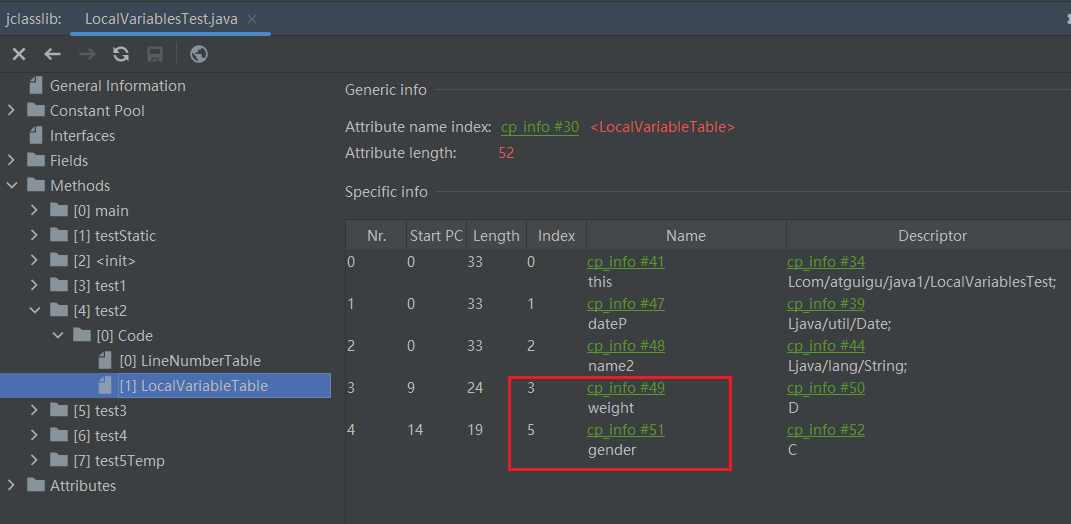 jclasslib: LocalVariablesTest.java
General Information
Constant Pool
Interfaces
Fields
Methods
[0] main
[1] testStatic
[2] <init>
[3] test1
[4] test2
[0] Code
[0] LineNumberTable
[1] LocalVariableTable
[5] test3
[6] test4
[7] test5Temp
Attributes
Generic info
Attribute name index: cp_info #30 <LocalVariableTable>
Attribute length: 52
Specific info
Nr. Start PC Length Index Name Descriptor
0 0 33 0 cp_info #41 cp_info #34
this Lcom/atguigu/java1/LocalVariablesTest;
1 0 33 1 cp_info #47 cp_info #39
dateP Ljava/util/Date;
2 0 33 2 cp_info #48 cp_info #44
name2 Ljava/lang/String;
3 9 24 3 cp_info #49 cp_info #50
weight D
4 14 19 5 cp_info #51 cp_info #52
gender C